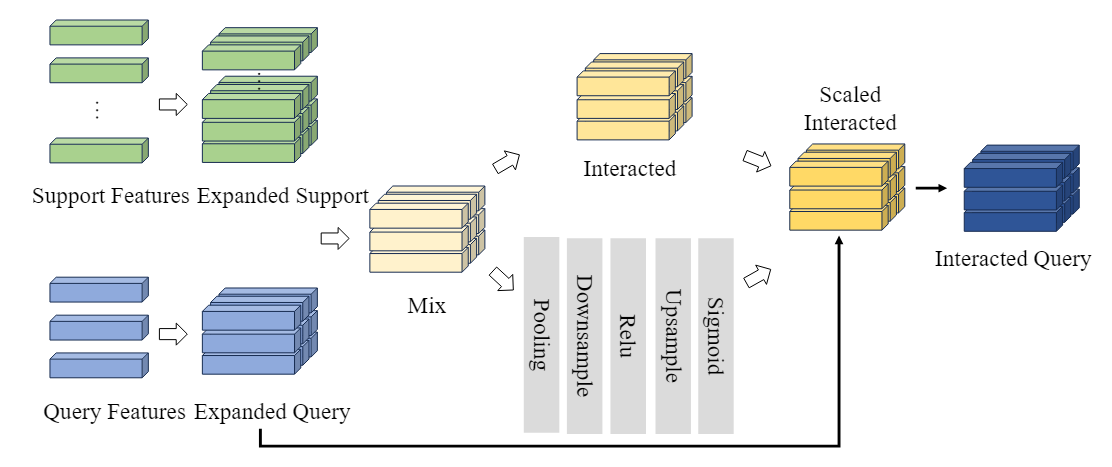 Support Features
Expanded Support
Query Features
Expanded Query
Mix
Interacted
Pooling
Downsample
Relu
Upsample
Sigmoid
Scaled
Interacted
Interacted Query